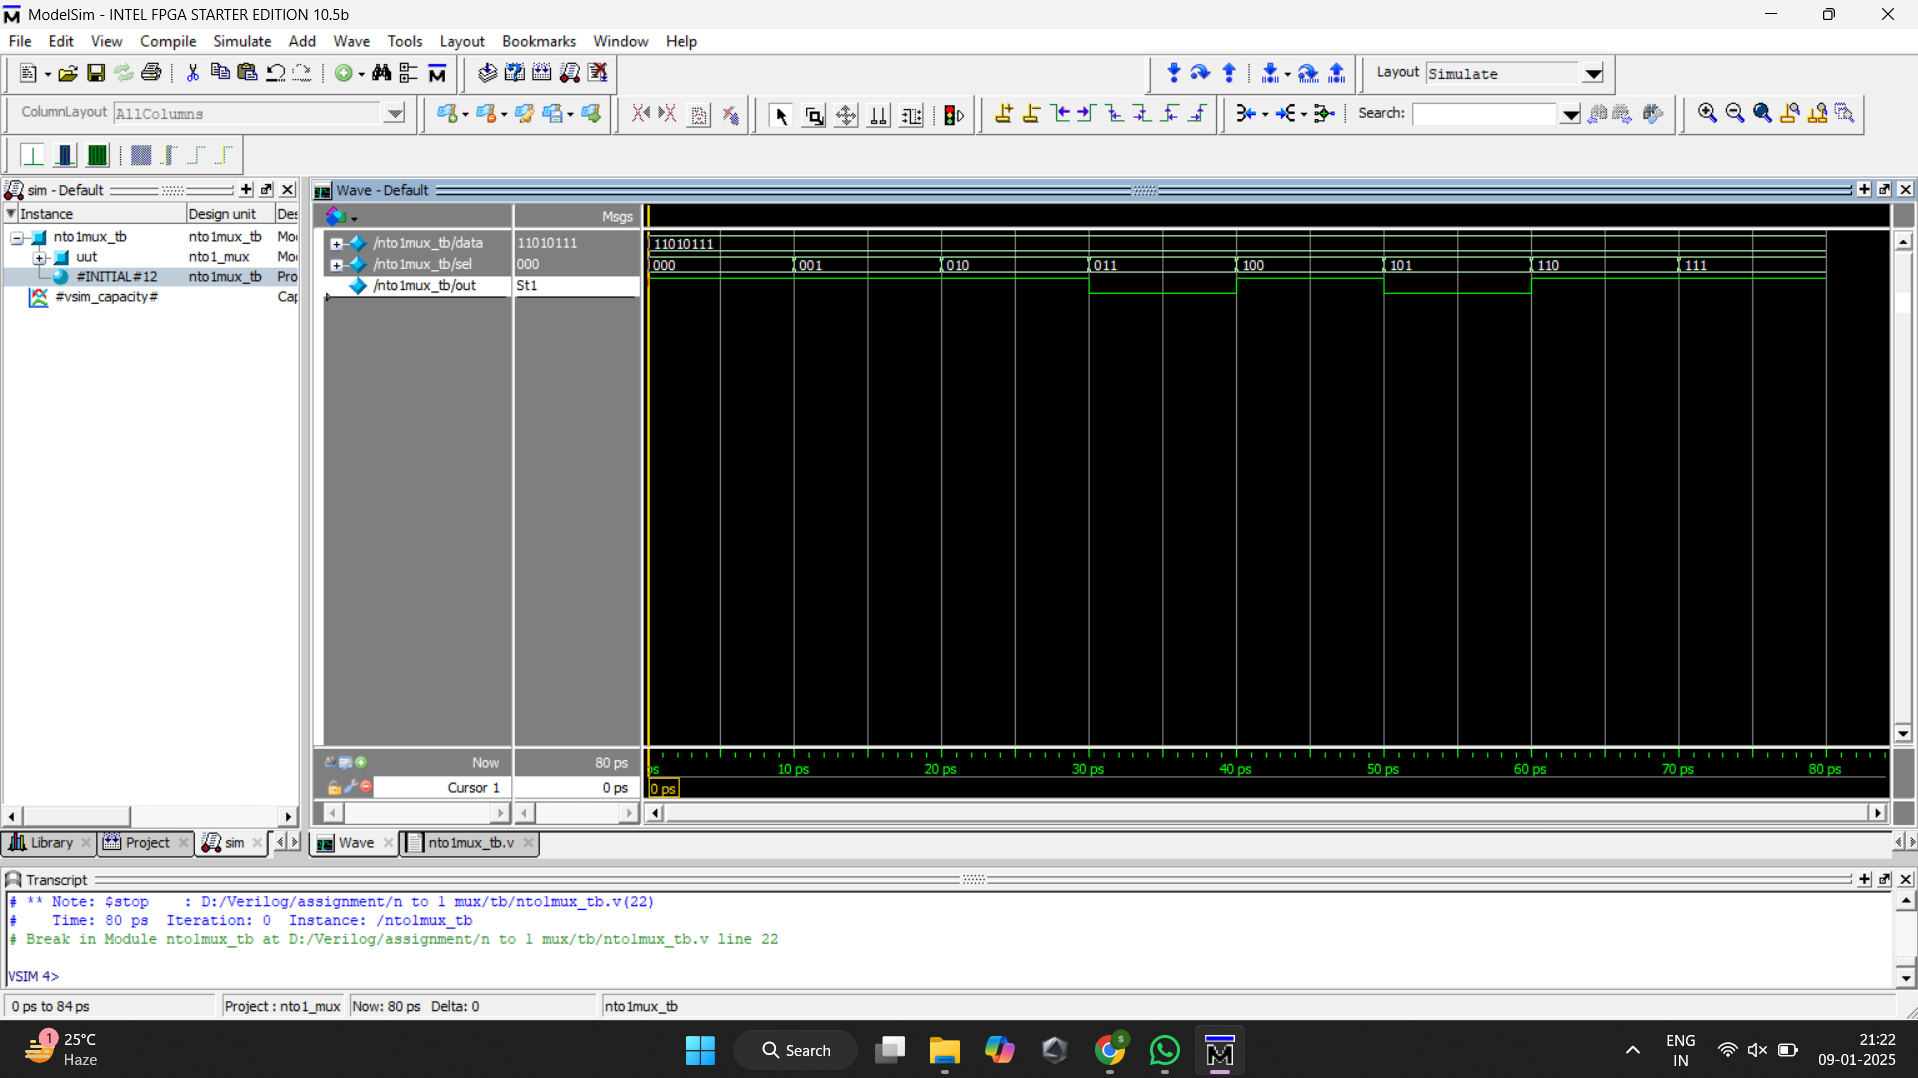 ModelSim - INTEL FPGA STARTER EDITION 10.5b
File Edit View Compile Simulate Add Wave Tools Layout Bookmarks Window Help
Layout Simulate
ColumnLayout AllColumns
Search:
sim - Default
Instance Design unit De
nto1mux_tb nto1mux_tb Mo
uut nto1_mux Mo
#INITIAL#12 nto1mux_tb Pro
#vsim_capacity# Cap
Wave - Default
Msgs
/nto1mux_tb/data 11010111 11010111
/nto1mux_tb/sel 000 000 001 010 011 100 101 110 111
/nto1mux_tb/out St1
Now 80 ps ps 10 ps 20 ps 30 ps 40 ps 50 ps 60 ps 70 ps 80 ps
Cursor 1 0 ps 0 ps
Library Project sim Wave nto1mux_tb.v
Transcript
# ** Note: $stop : D:/Verilog/assignment/n to 1 mux/tb/nto1mux_tb.v(22)
# Time: 80 ps Iteration: 0 Instance: /nto1mux_tb
# Break in Module nto1mux_tb at D:/Verilog/assignment/n to 1 mux/tb/nto1mux_tb.v line 22
VSIM 4>
0 ps to 84 ps Project : nto1_mux Now: 80 ps Delta: 0 nto1mux_tb
1
25°C
Haze
Search
S
ENG
IN
21:22
09-01-2025